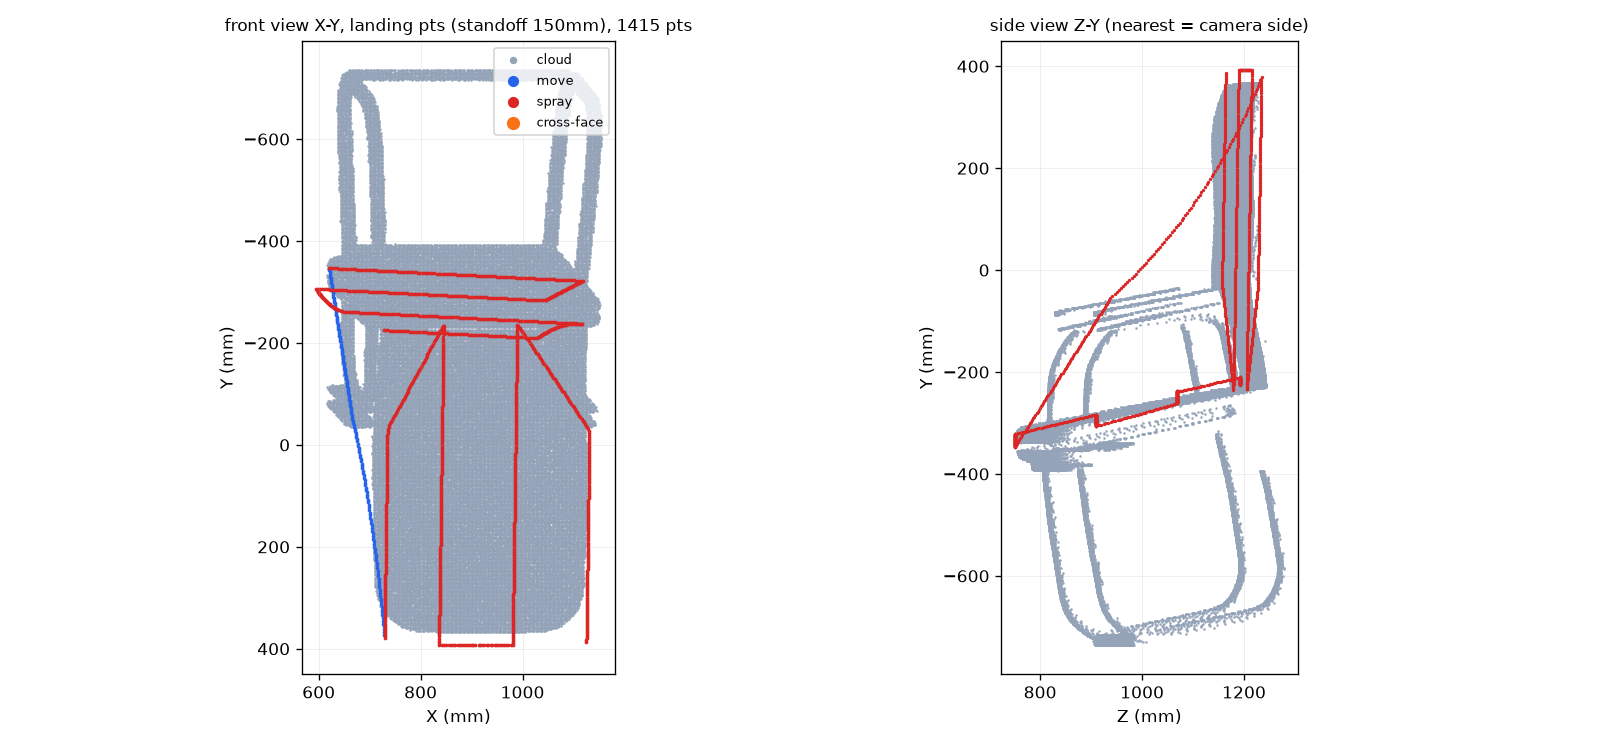 front view X-Y, landing pts (standoff 150mm), 1415 pts
cloud
move
spray
cross-face
−600
−400
−200
0
200
400
600
800
1000
X (mm)
Y (mm)
side view Z-Y (nearest = camera side)
400
200
0
−200
−400
−600
800
1000
1200
Z (mm)
Y (mm)